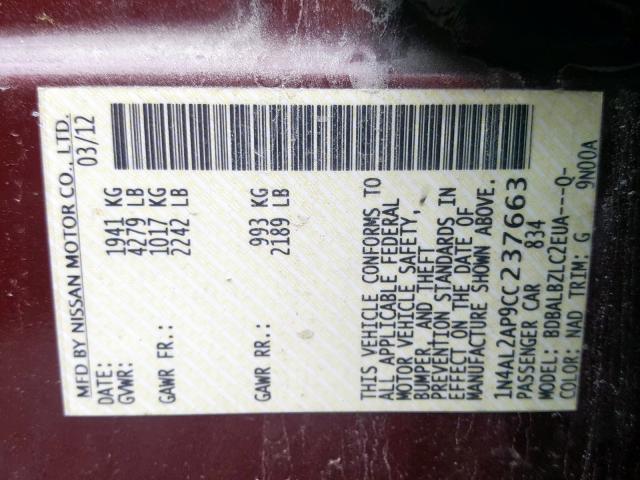 MFD BY NISSAN MOTOR CO., LTD.
DATE: 03/12
GVWR: 1941 KG
4279 LB
GAWR FR.: 1017 KG
2242 LB
GAWR RR.: 993 KG
2189 LB
THIS VEHICLE CONFORMS TO
ALL APPLICABLE FEDERAL
MOTOR VEHICLE SAFETY,
BUMPER, AND THEFT
PREVENTION STANDARDS IN
EFFECT ON THE DATE OF
MANUFACTURE SHOWN ABOVE.
1N4AL2AP9CC237663
PASSENGER CAR 834
MODEL: BDBALBZLC2EUA---Q-
COLOR: NAD TRIM: G 9N00A